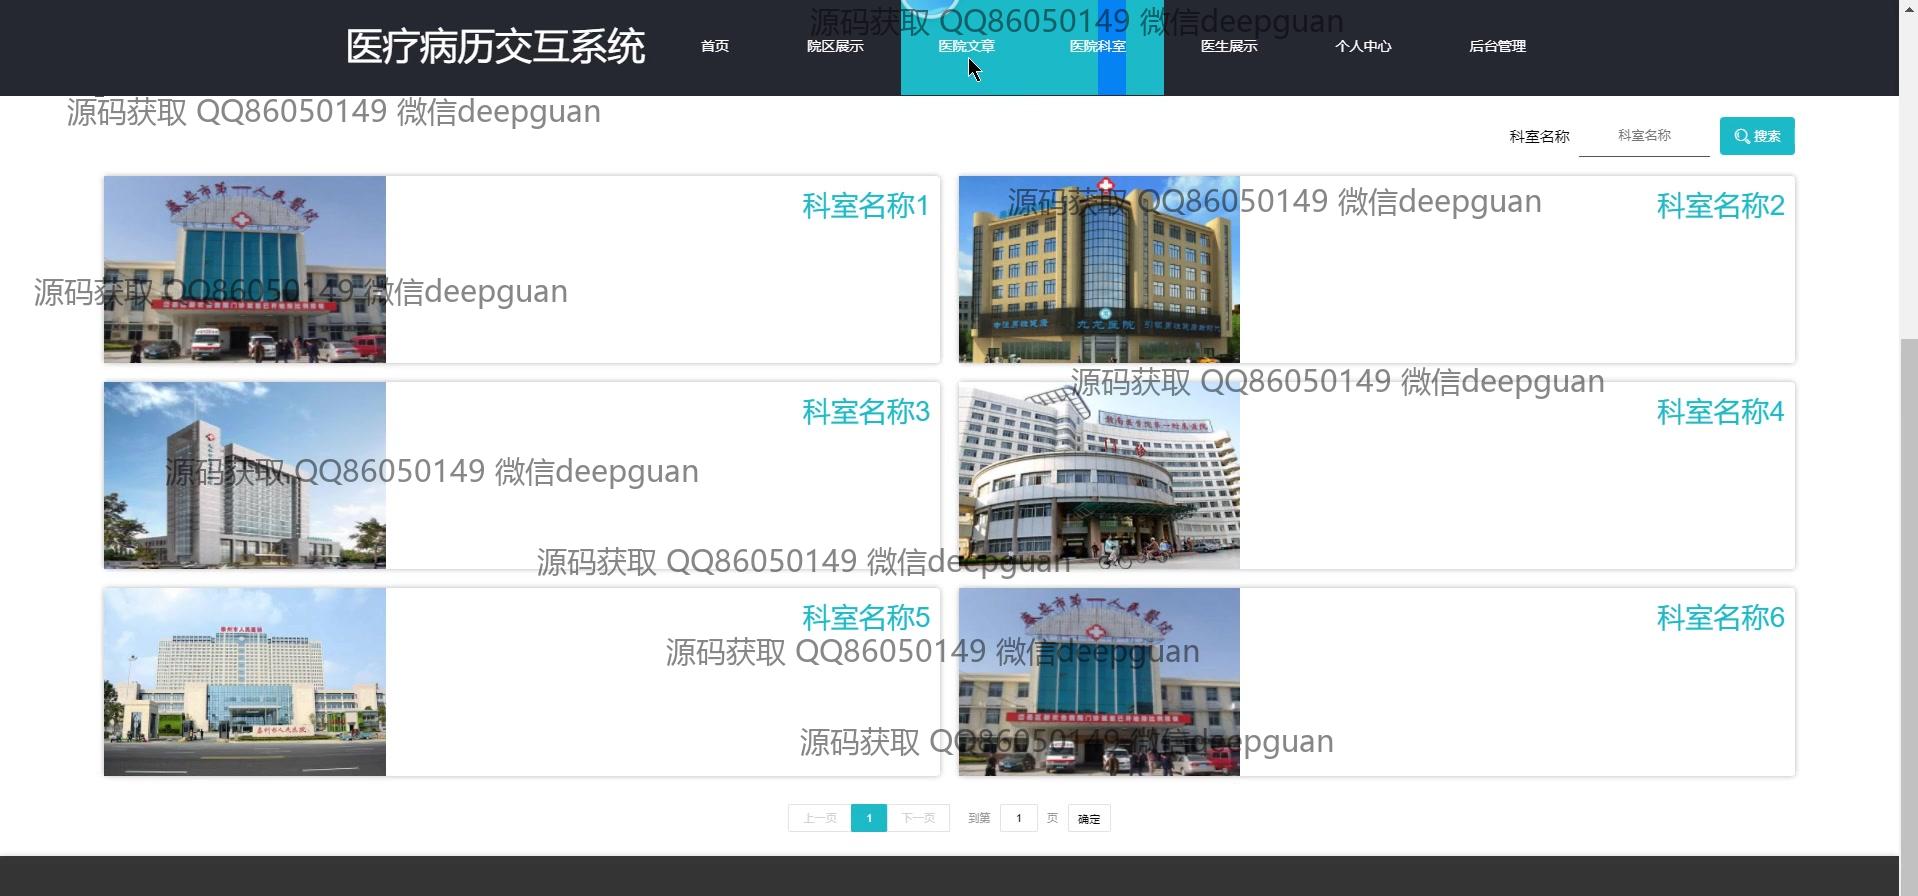 源码获取 QQ86050149 微信deepguan
医疗病历交互系统
首页
院区展示
医院文章
医院科室
医生展示
个人中心
后台管理
源码获取 QQ86050149 微信deepguan
科室名称
科室名称
搜索
科室名称1
源码获取 QQ86050149 微信deepguan
科室名称2
源码获取 QQ86050149 微信deepguan
九龙医院
源码获取 QQ86050149 微信deepguan
科室名称3
科室名称4
源码获取 QQ86050149 微信deepguan
源码获取 QQ86050149 微信deepguan
科室名称5
科室名称6
源码获取 QQ86050149 微信deepguan
源码获取 QQ86050149 微信deepguan
上一页
1
下一页
到第
1
页
确定